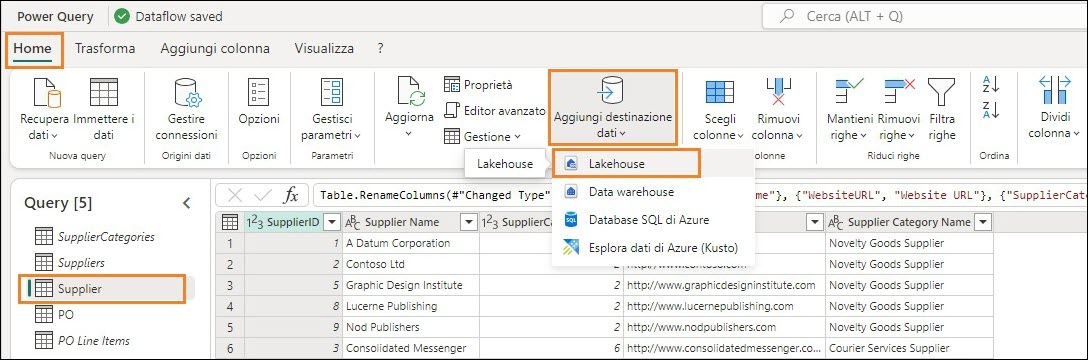 Power Query Dataflow saved Cerca (ALT + Q)
Home Trasforma Aggiungi colonna Visualizza ?
Recupera dati
Immettere i dati
Nuova query
Gestire connessioni
Origini dati
Opzioni
Opzioni
Gestisci parametri
Parametri
Aggiorna
Proprietà
Editor avanzato
Gestione
Query
Aggiungi destinazione dati
Scegli colonne
Rimuovi colonna
Mantieni righe
Rimuovi righe
Filtra righe
Riduci righe
A Z
Z A
Ordina
Dividi colonna
Lakehouse
Lakehouse
Data warehouse
SQL Database SQL di Azure
Esplora dati di Azure (Kusto)
Query [5]
SupplierCategories
Suppliers
Supplier
PO
PO Line Items
fx Table.RenameColumns(#"Changed Type" me"}, {"WebsiteURL", "Website URL"}, {"SupplierCat
123 SupplierID ABC Supplier Name 123 SupplierCa Supplier Category Name
1 1 A Datum Corporation Novelty Goods Supplier
2 2 Contoso Ltd 2 http://www.contoso.com Novelty Goods Supplier
3 5 Graphic Design Institute 2 http://www.graphicdesigninstitute.com Novelty Goods Supplier
4 8 Lucerne Publishing 2 http://www.lucernepublishing.com Novelty Goods Supplier
5 9 Nod Publishers 2 http://www.nodpublishers.com Novelty Goods Supplier
6 3 Consolidated Messenger 6 http://www.consolidatedmessenger.co... Courier Services Supplier